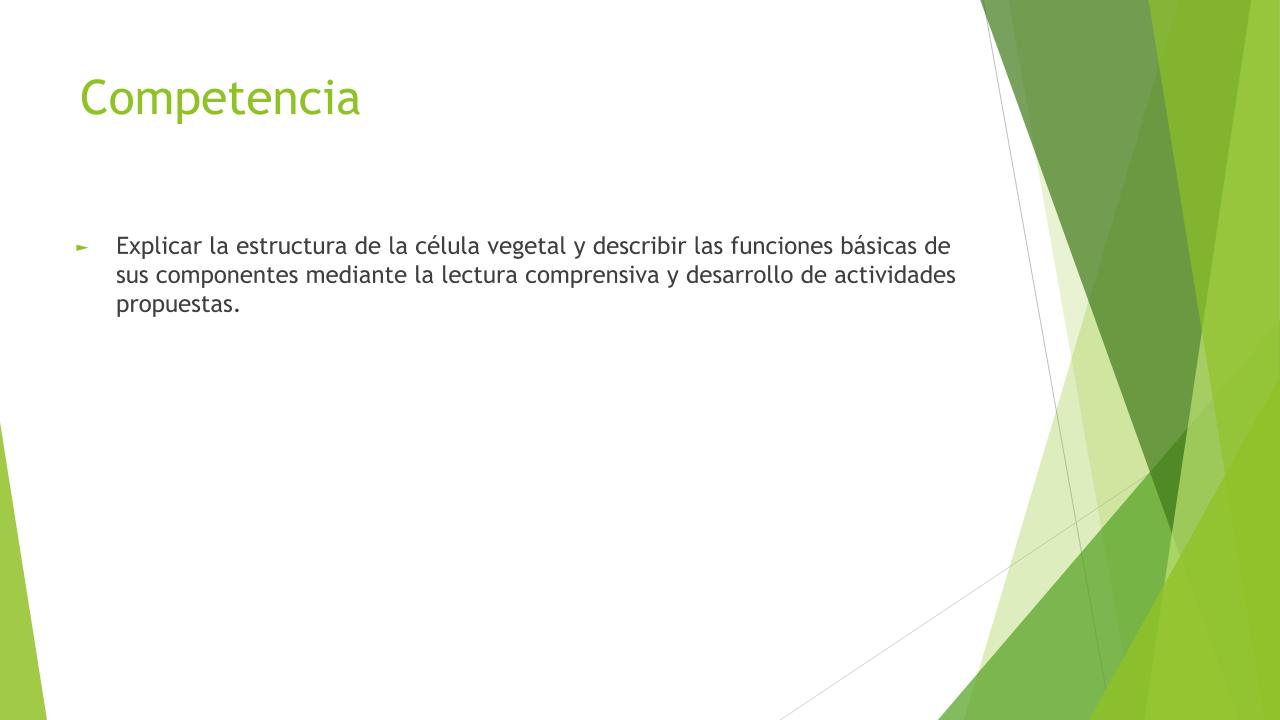 Competencia
► Explicar la estructura de la célula vegetal y describir las funciones básicas de
sus componentes mediante la lectura comprensiva y desarrollo de actividades
propuestas.